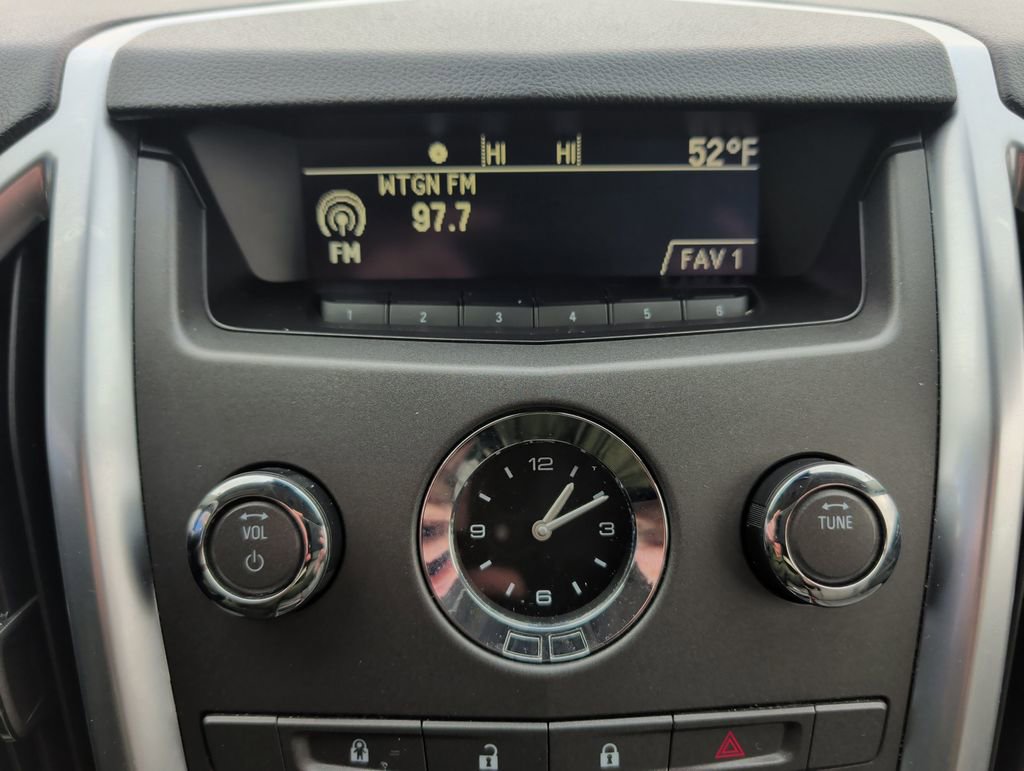 HI HI 52°F
WTGN FM
97.7
FM
FAV 1
1 2 3 4 5 6
12
9 3
6
VOL
TUNE